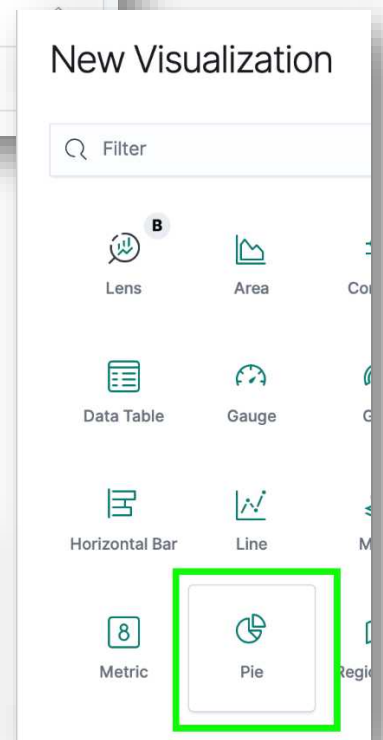 New Visualization
Filter
B
Lens Area
Data Table Gauge
Horizontal Bar Line
8
Metric Pie